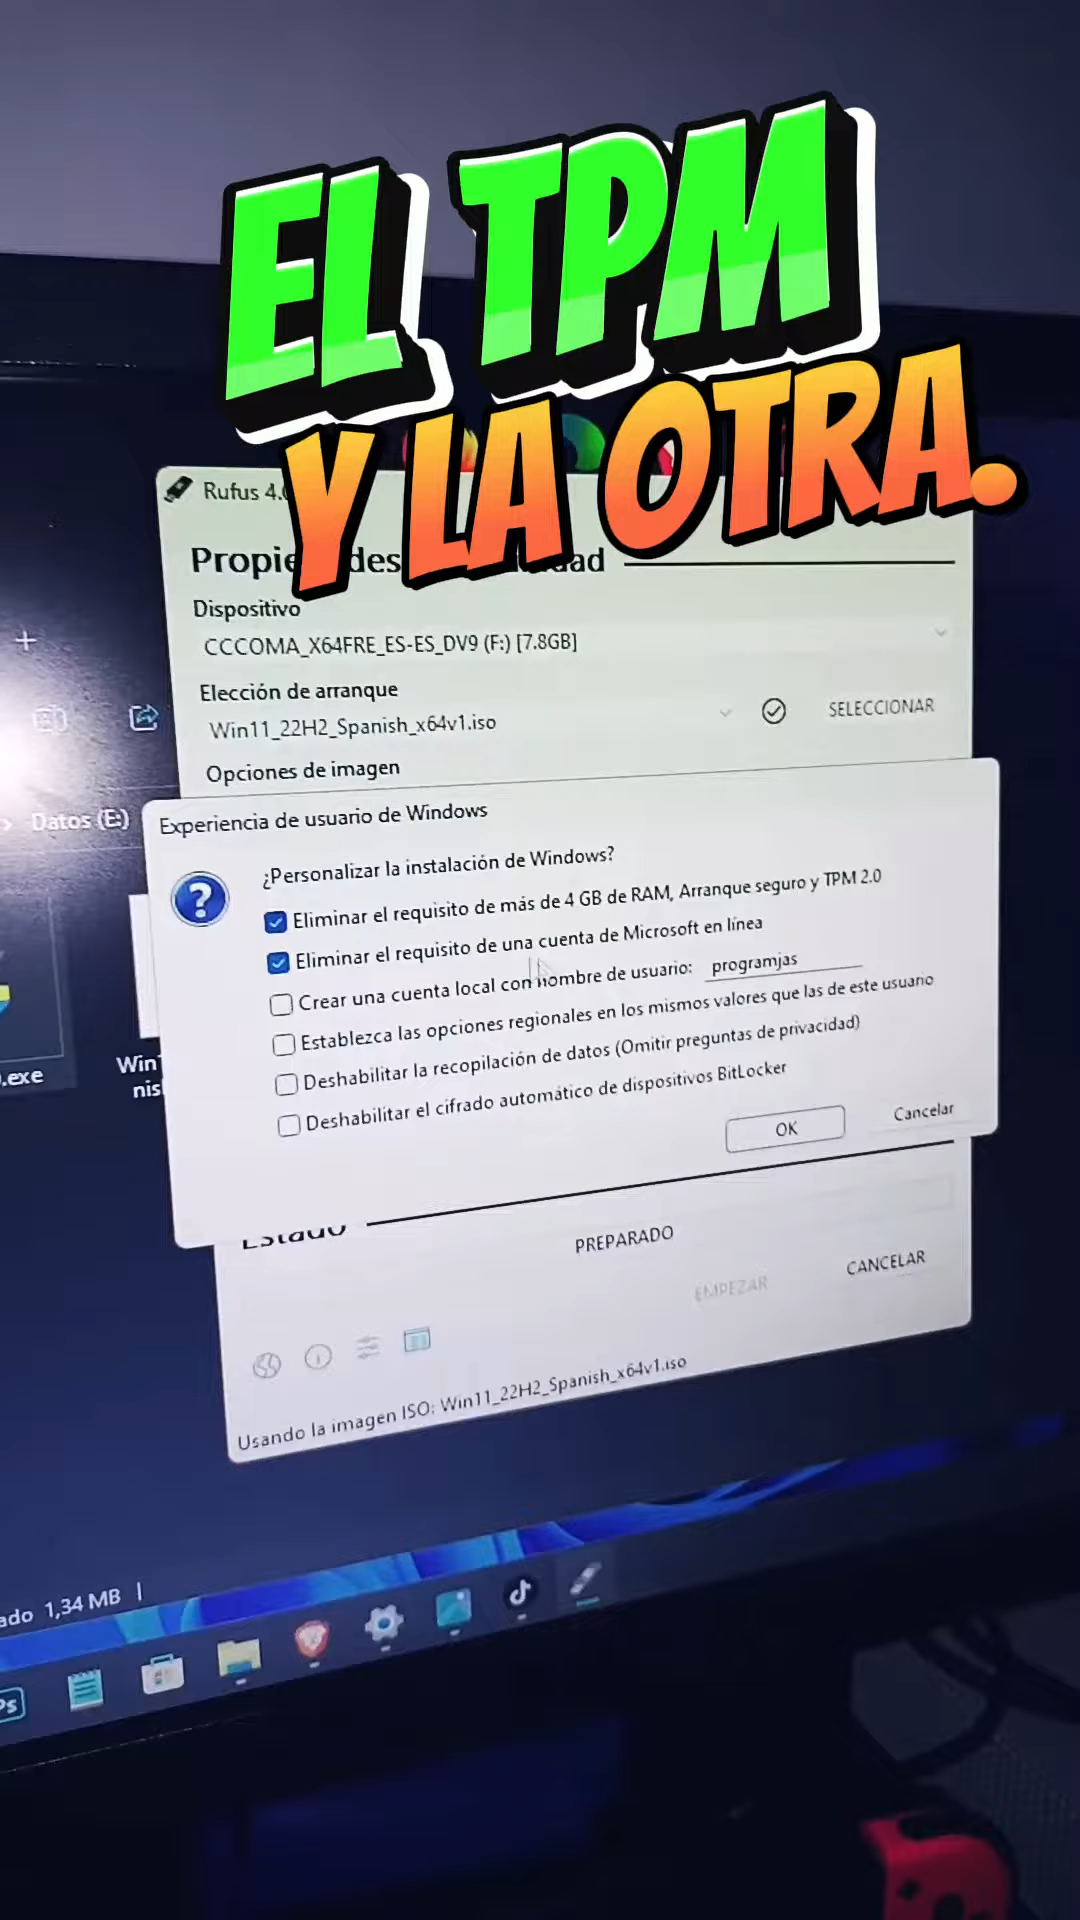 EL TPM
Y LA OTRA.
Rufus 4.
Dispositivo
CCCOMA_X64FRE_ES-ES_DV9 (F:) [7.8GB]
Elección de arranque
Win11_22H2_Spanish_x64v1.iso
SELECCIONAR
Opciones de imagen
Datos (E:)
Experiencia de usuario de Windows
¿Personalizar la instalación de Windows?
Eliminar el requisito de más de 4 GB de RAM, Arranque seguro y TPM 2.0
Eliminar el requisito de una cuenta de Microsoft en línea
Crear una cuenta local con nombre de usuario: programjas
Establezca las opciones regionales en los mismos valores que las de este usuario
Deshabilitar la recopilación de datos (Omitir preguntas de privacidad)
Deshabilitar el cifrado automático de dispositivos BitLocker
OK
Cancelar
.exe
Win
nis
Estado
PREPARADO
EMPEZAR
CANCELAR
Usando la imagen ISO: Win11_22H2_Spanish_x64v1.iso
ado 1,34 MB
Ps